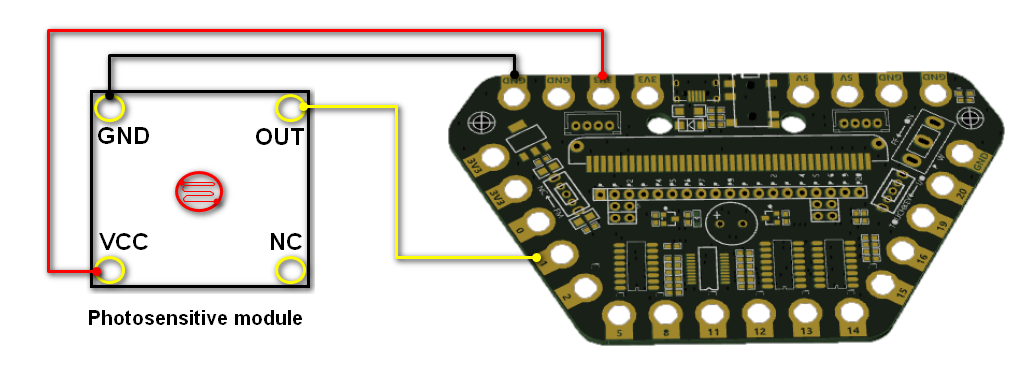 GND
OUT
VCC
NC
Photosensitive module
GND
GND
3V3
3V3
5V
5V
GND
GND
3V3
3V3
0
1
2
5
8
11
12
13
14
15
16
19
20
GND